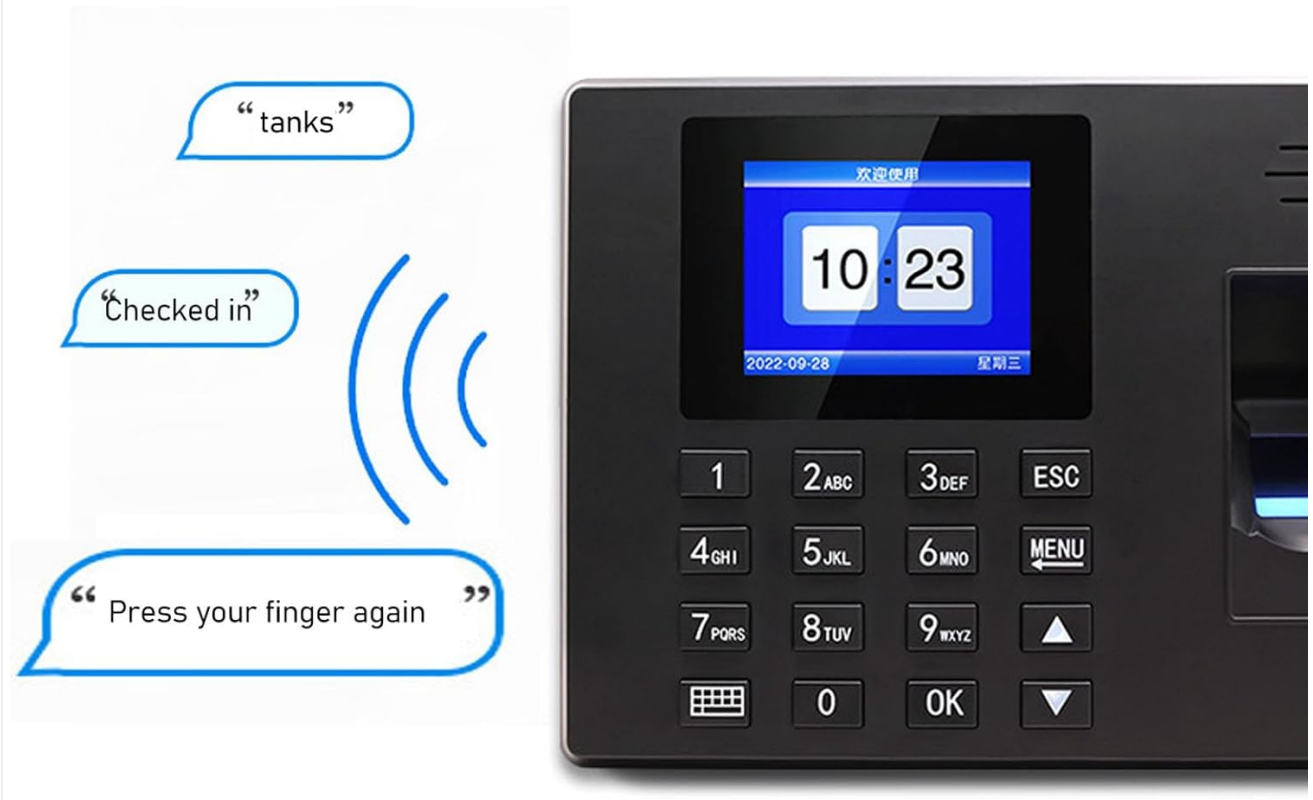 “ tanks ”
“Checked in”
“ Press your finger again ”
欢迎使用
10:23
2022-09-28 星期三
1 2ABC 3DEF ESC
4GHI 5JKL 6MNO MENU
7PQRS 8TUV 9WXYZ
0 OK